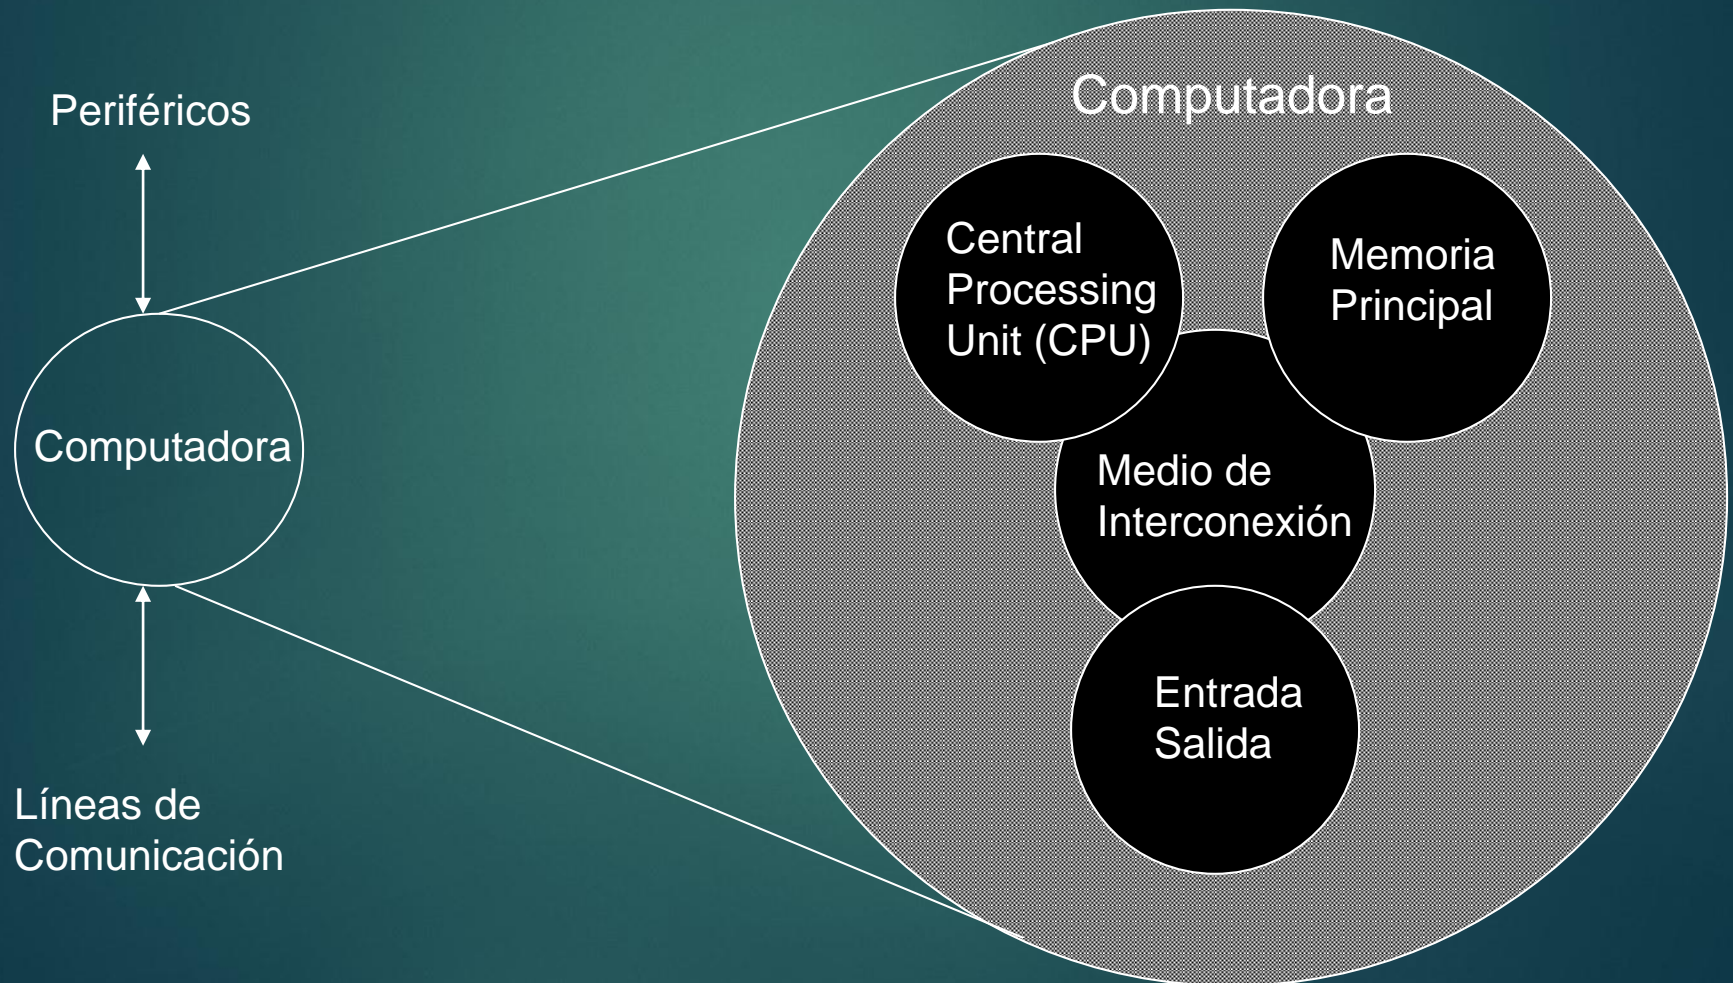 Periféricos
Computadora
Líneas de
Comunicación
Computadora
Central
Processing
Unit (CPU)
Memoria
Principal
Medio de
Interconexión
Entrada
Salida